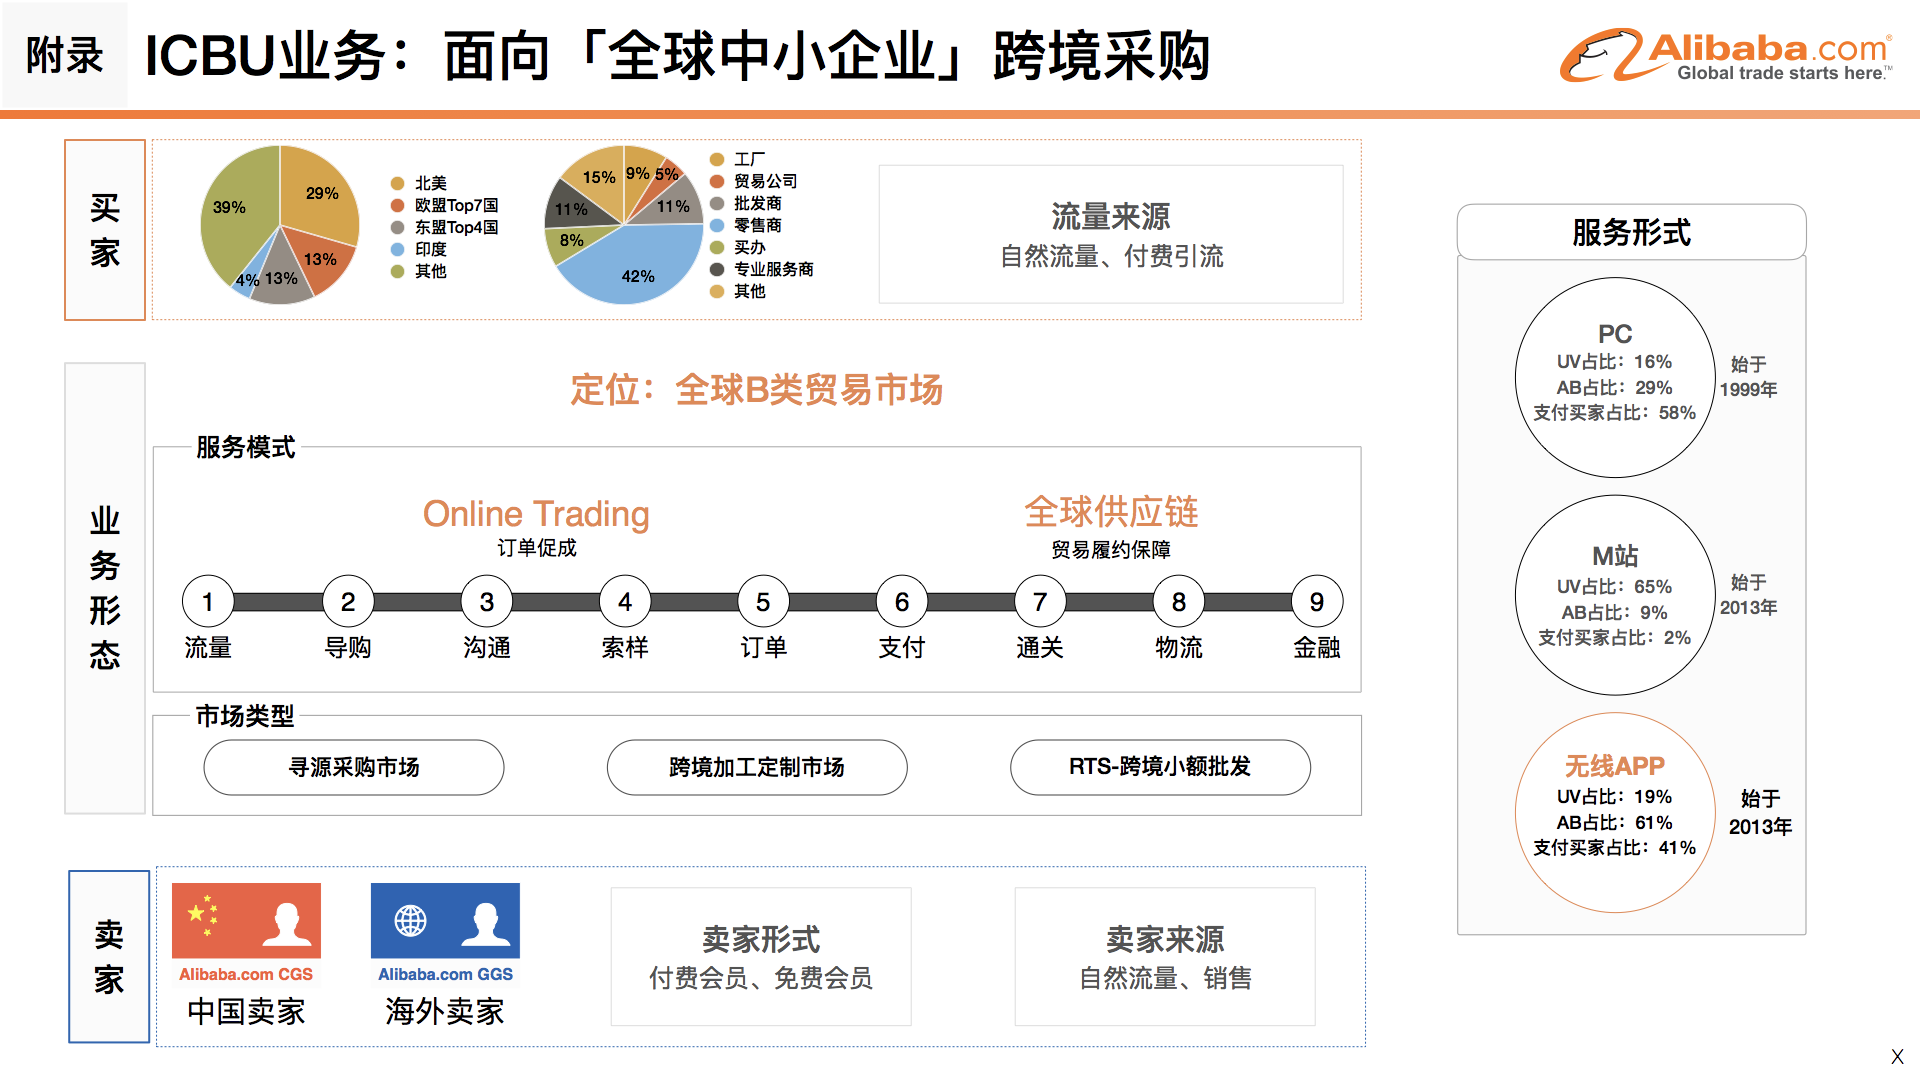 附录
ICBU业务：面向「全球中小企业」跨境采购
Alibaba.com®
Global trade starts here.™
买家
29%
13%
13%
4%
39%
北美
欧盟Top7国
东盟Top4国
印度
其他
9%
5%
11%
42%
8%
11%
15%
工厂
贸易公司
批发商
零售商
买办
专业服务商
其他
流量来源
自然流量、付费引流
业务形态
定位：全球B类贸易市场
服务模式
Online Trading
订单促成
全球供应链
贸易履约保障
1
2
3
4
5
6
7
8
9
流量
导购
沟通
索样
订单
支付
通关
物流
金融
市场类型
寻源采购市场
跨境加工定制市场
RTS-跨境小额批发
卖家
Alibaba.com CGS
中国卖家
Alibaba.com GGS
海外卖家
卖家形式
付费会员、免费会员
卖家来源
自然流量、销售
服务形式
PC
UV占比：16%
AB占比：29%
支付买家占比：58%
始于
1999年
M站
UV占比：65%
AB占比：9%
支付买家占比：2%
始于
2013年
无线APP
UV占比：19%
AB占比：61%
支付买家占比：41%
始于
2013年
X